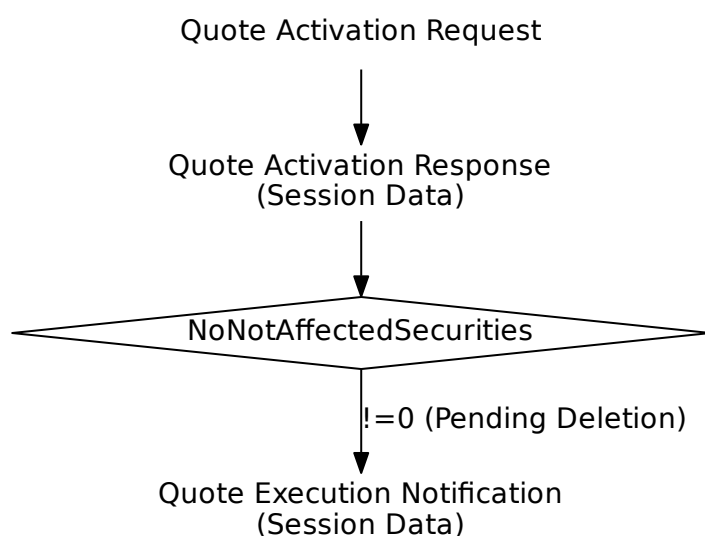 Quote Activation Request
Quote Activation Response
(Session Data)
NoNotAffectedSecurities
!=0 (Pending Deletion)
Quote Execution Notification
(Session Data)